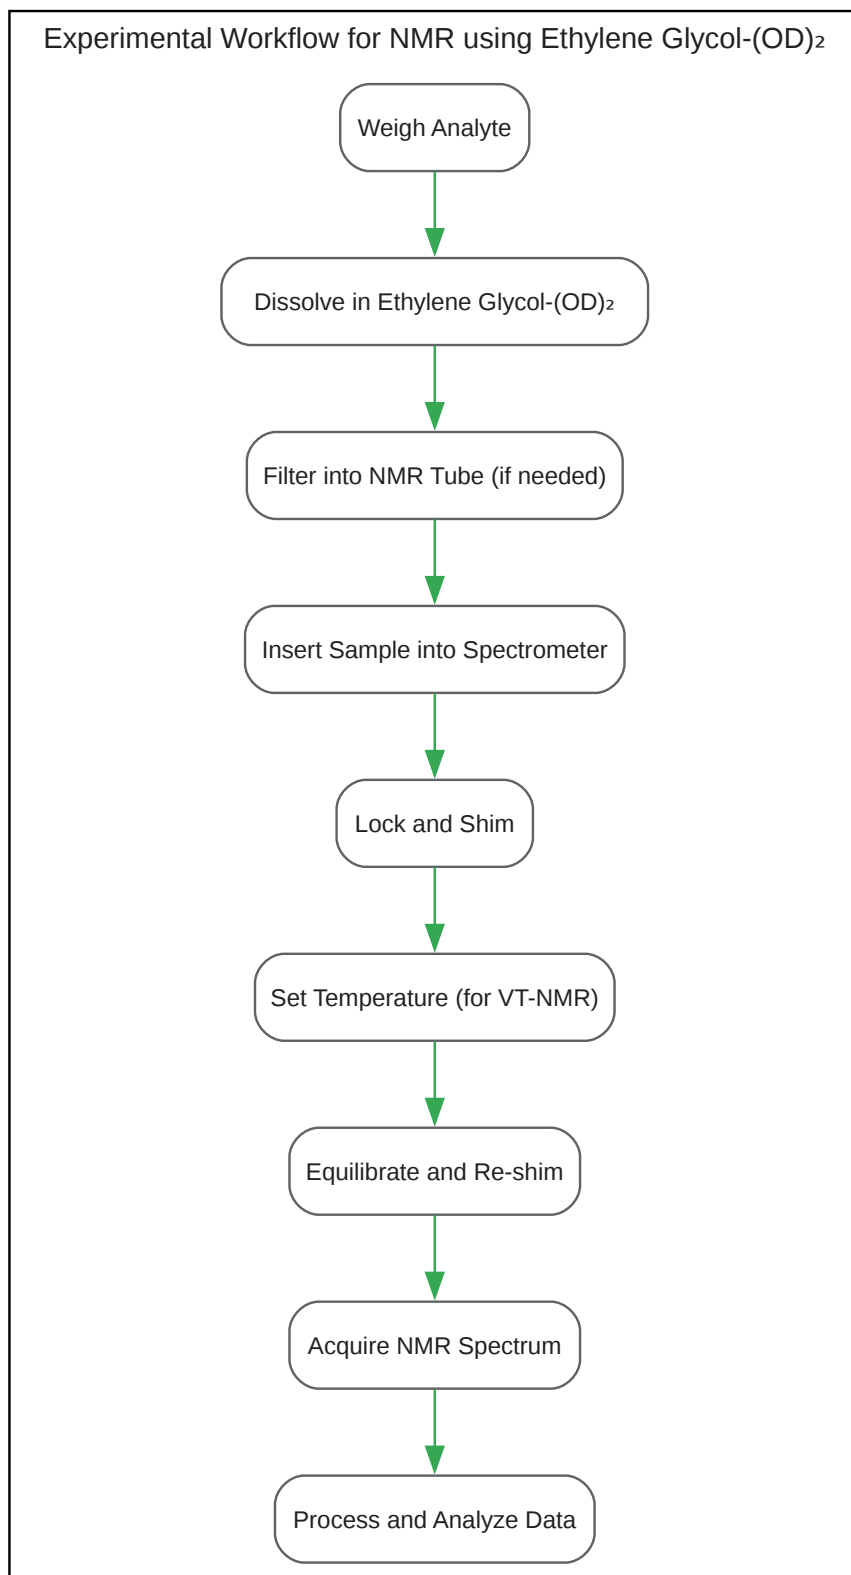 Experimental Workflow for NMR using Ethylene Glycol-(OD)₂
Weigh Analyte
Dissolve in Ethylene Glycol-(OD)₂
Filter into NMR Tube (if needed)
Insert Sample into Spectrometer
Lock and Shim
Set Temperature (for VT-NMR)
Equilibrate and Re-shim
Acquire NMR Spectrum
Process and Analyze Data